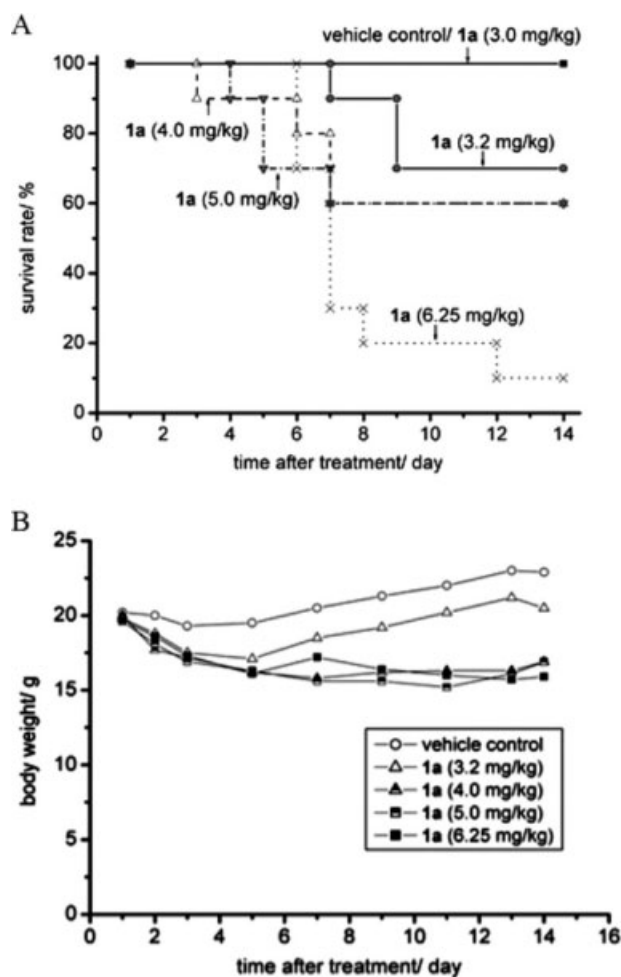 A
vehicle control/ 1a (3.0 mg/kg)
100
1a (4.0 mg/kg)
80
1a (3.2 mg/kg)
1a (5.0 mg/kg)
60
survival rate/ %
40
1a (6.25 mg/kg)
20
0
0 2 4 6 8 10 12 14
time after treatment/ day
B
25
20
15
body weight/ g
vehicle control
1a (3.2 mg/kg)
10
1a (4.0 mg/kg)
1a (5.0 mg/kg)
5
1a (6.25 mg/kg)
0
0 2 4 6 8 10 12 14 16
time after treatment/ day